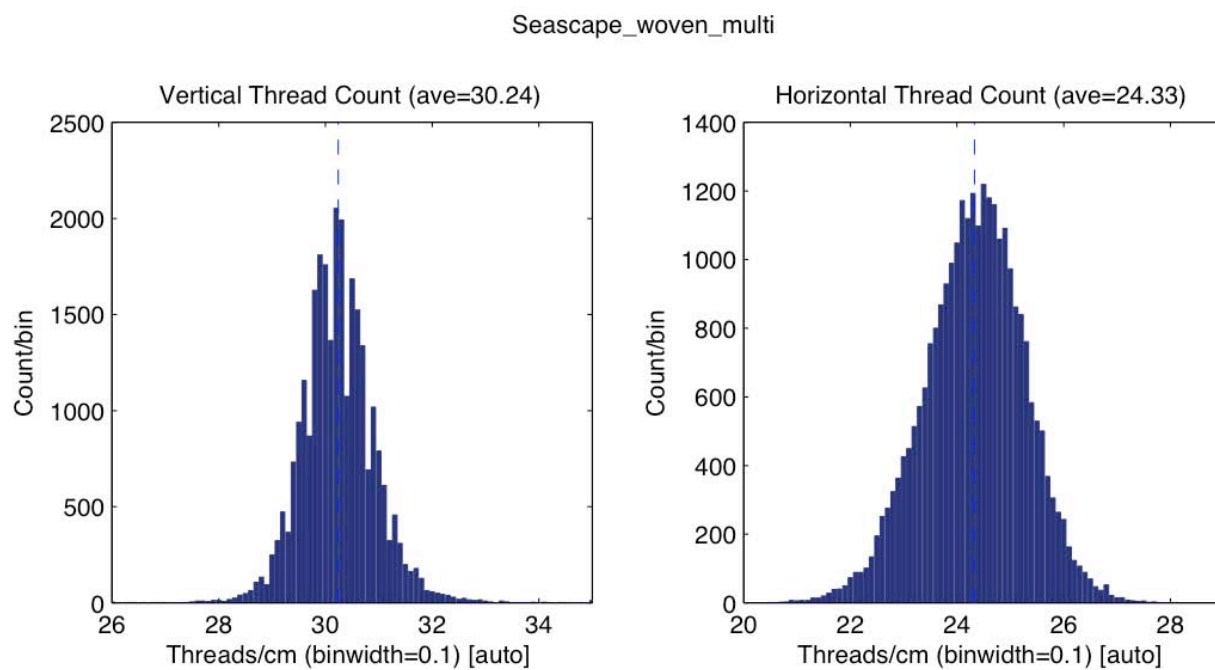 Seascape_woven_multi
Vertical Thread Count (ave=30.24)
2500
2000
1500
1000
500
0
Count/bin
26 28 30 32 34
Threads/cm (binwidth=0.1) [auto]
Horizontal Thread Count (ave=24.33)
1400
1200
1000
800
600
400
200
0
Count/bin
20 22 24 26 28
Threads/cm (binwidth=0.1) [auto]